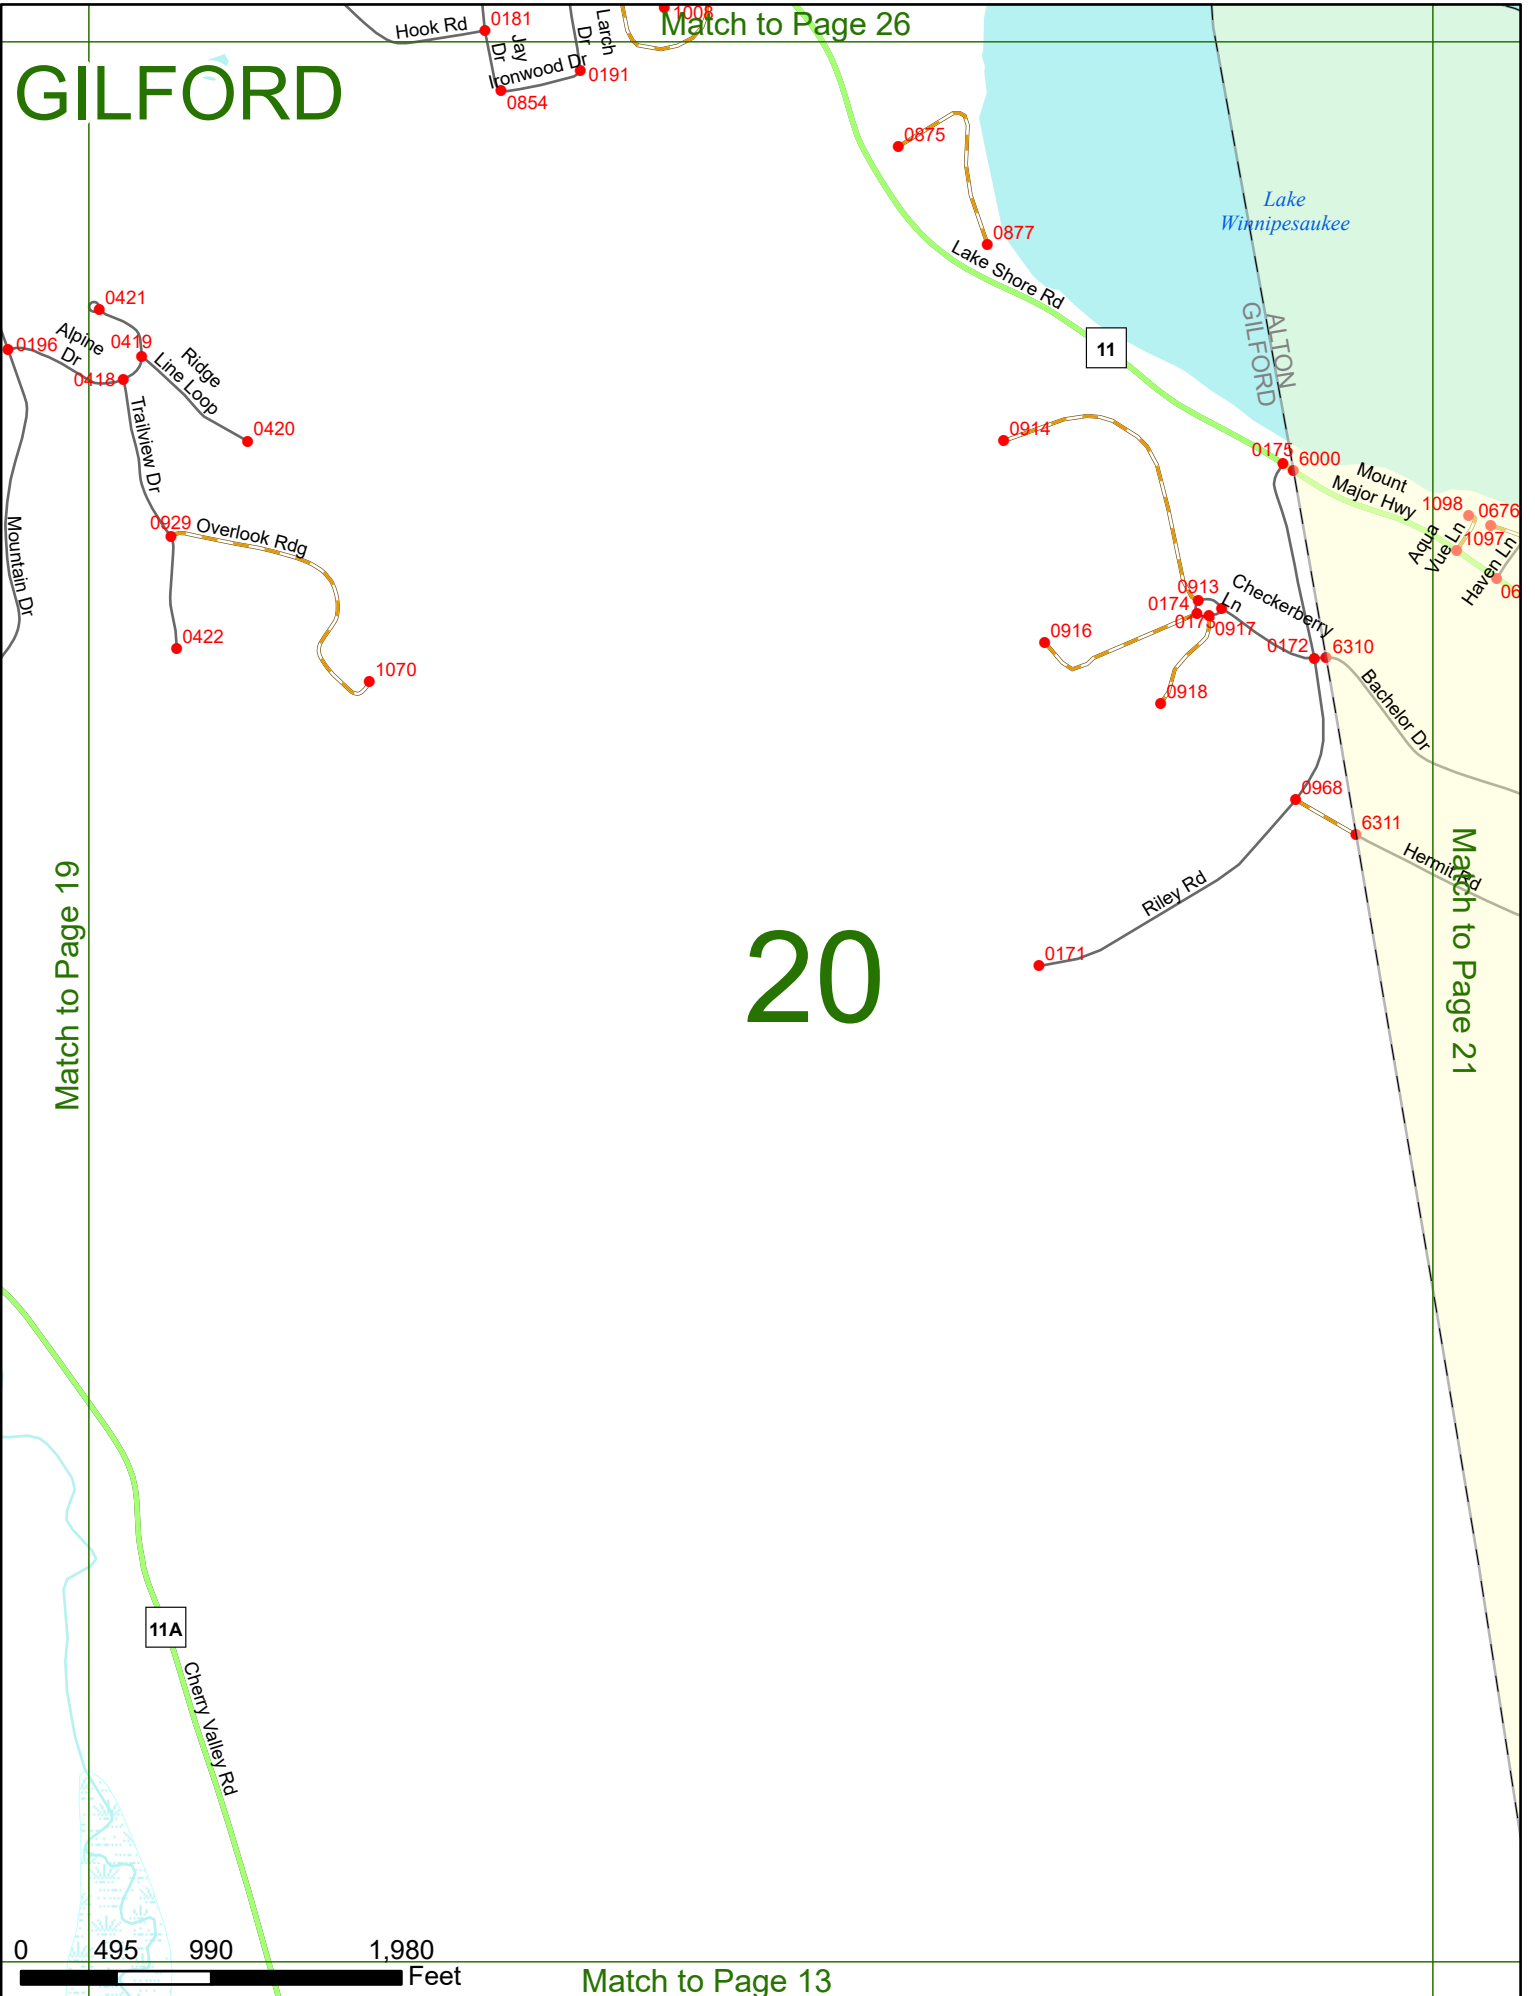 1008
Match to Page 26
Hook Rd
0181
Jay
Dr
Larch
Dr
Ironwood Dr
0191
0854
GILFORD
0875
Lake
Winnipesaukee
0877
Lake Shore Rd
11
ALTON
GILFORD
0421
0196
Alpine
Dr
0419
Ridge
Line Loop
0418
Trailview Dr
0420
0914
0175
6000
Mount
Major Hwy
1098
0676
Aqua
Vue Ln
1097
Haven Ln
06
Mountain Dr
0929
Overlook Rdg
0422
1070
0913
0174
0173
0917
Checkerberry
Ln
0916
0172
6310
0918
Bachelor Dr
0968
6311
Hermit Rd
Riley Rd
0171
Match to Page 19
20
Match to Page 21
11A
Cherry Valley Rd
0 495 990 1,980
Feet
Match to Page 13